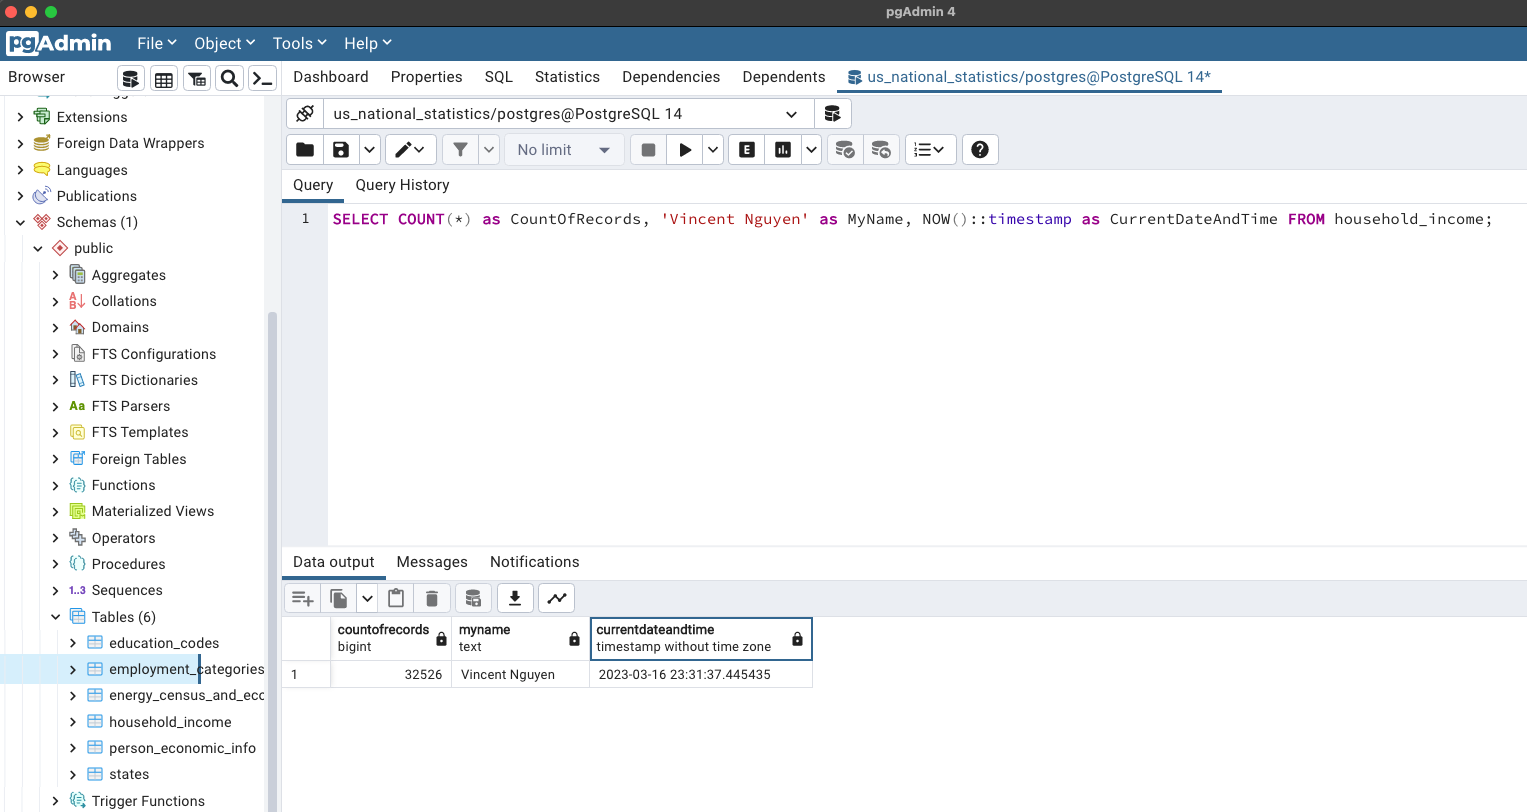 pgAdmin 4
pgAdmin File Object Tools Help
Browser
Dashboard Properties SQL Statistics Dependencies Dependents us_national_statistics/postgres@PostgreSQL 14*
us_national_statistics/postgres@PostgreSQL 14
No limit
E
Query Query History
1 SELECT COUNT(*) as CountOfRecords, 'Vincent Nguyen' as MyName, NOW()::timestamp as CurrentDateAndTime FROM household_income;
Extensions
Foreign Data Wrappers
Languages
Publications
Schemas (1)
public
Aggregates
Collations
Domains
FTS Configurations
FTS Dictionaries
Aa FTS Parsers
FTS Templates
Foreign Tables
Functions
Materialized Views
Operators
Procedures
1..3 Sequences
Tables (6)
education_codes
employment_categories
energy_census_and_ecc
household_income
person_economic_info
states
Trigger Functions
Data output Messages Notifications
countofrecords myname currentdateandtime
bigint text timestamp without time zone
1 32526 Vincent Nguyen 2023-03-16 23:31:37.445435